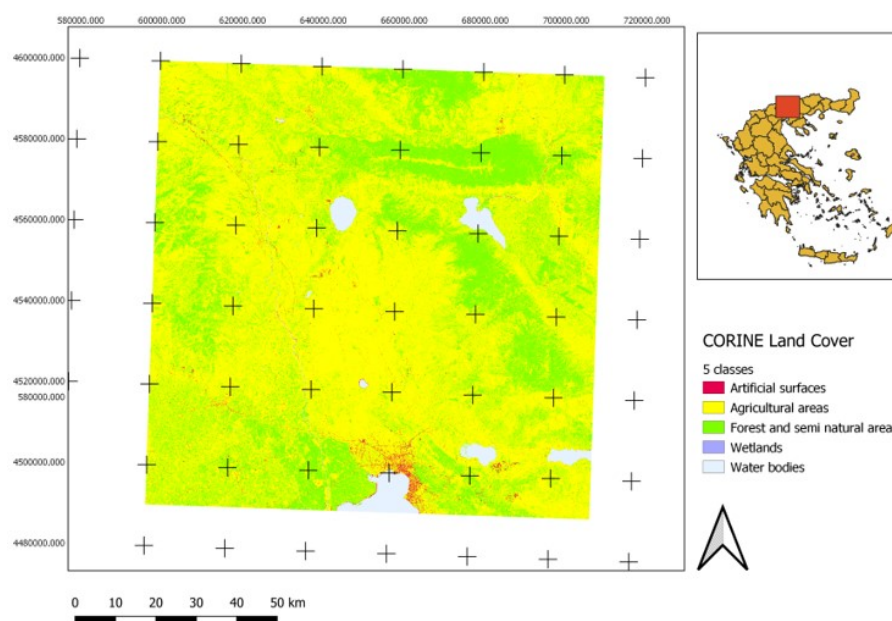 580000.000 600000.000 620000.000 640000.000 660000.000 680000.000 700000.000 720000.000
4600000.000
4580000.000
4560000.000
4540000.000
4520000.000
580000.000
4500000.000
4480000.000
CORINE Land Cover
5 classes
Artificial surfaces
Agricultural areas
Forest and semi natural area
Wetlands
Water bodies
0 10 20 30 40 50 km